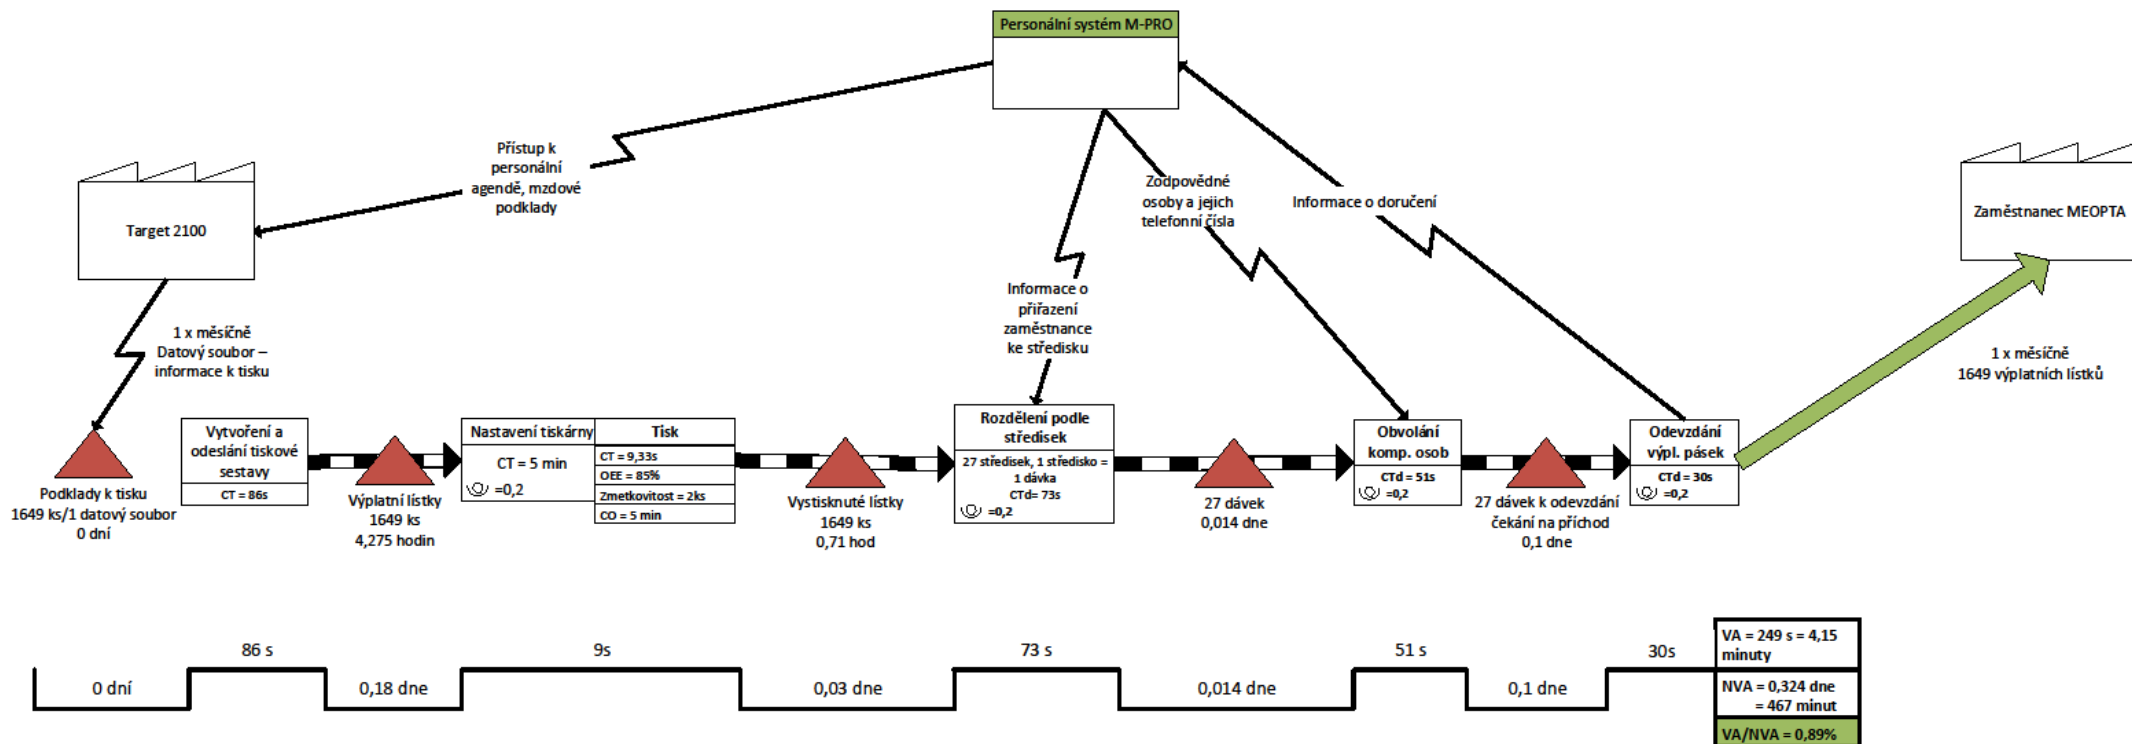 Personální systém M-PRO
Přístup k
personální
agendě, mzdové
podklady
Target 2100
Zodpovědné
osoby a jejich
telefonní čísla
Informace o doručení
Zaměstnanec MEOPTA
1 x měsíčně
Datový soubor –
informace k tisku
Informace o
přiřazení
zaměstnance
ke středisku
1 x měsíčně
1649 výplatních lístků
Podklady k tisku
1649 ks/1 datový soubor
0 dní
Vytvoření a
odeslání tiskové
sestavy
CT = 86s
Výplatní lístky
1649 ks
4,275 hodin
Nastavení tiskárny
CT = 5 min
=0,2
Tisk
CT = 9,33s
OEE = 85%
Zmetkovitost = 2ks
CO = 5 min
Vystisknuté lístky
1649 ks
0,71 hod
Rozdělení podle
středisek
27 středisek, 1 středisko =
1 dávka
CTd= 73s
=0,2
27 dávek
0,014 dne
Obvolání
komp. osob
CTd = 51s
=0,2
27 dávek k odevzdání
čekání na příchod
0,1 dne
Odevzdání
výpl. pásek
CTd = 30s
=0,2
0 dní
86 s
0,18 dne
9s
0,03 dne
73 s
0,014 dne
51 s
0,1 dne
30s
VA = 249 s = 4,15
minuty
NVA = 0,324 dne
= 467 minut
VA/NVA = 0,89%